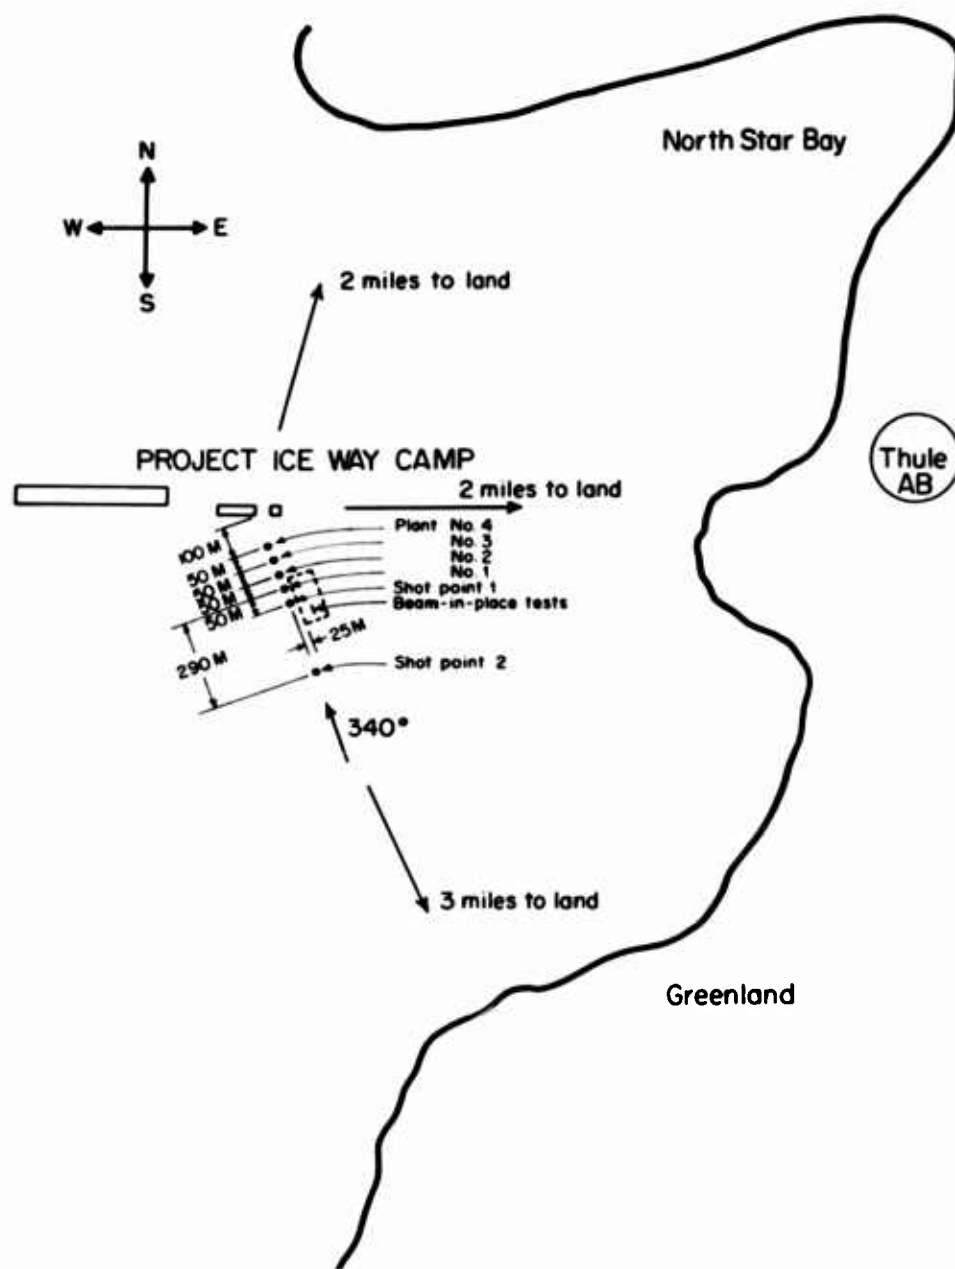 North Star Bay
N
W E
S
2 miles to land
Thule
AB
PROJECT ICE WAY CAMP
2 miles to land
Plant No. 4
No. 3
No. 2
No. 1
Shot point 1
Beam-in-place tests
100 M
50 M
50 M
50 M
50 M
25 M
290 M
Shot point 2
340°
3 miles to land
Greenland